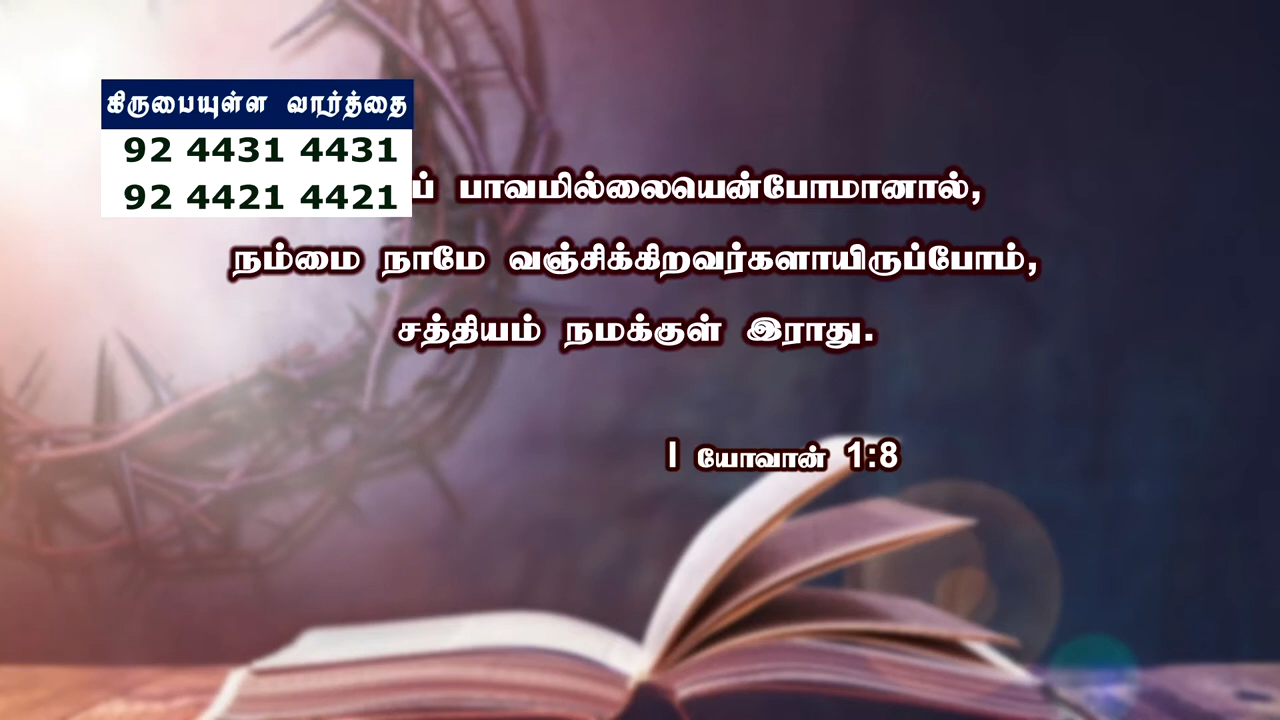 கிருபையுள்ள வார்த்தை
92 4431 4431
92 4421 4421
பாவமில்லையென்போமானால்,
நம்மை நாமே வஞ்சிக்கிறவர்களாயிருப்போம்,
சத்தியம் நமக்குள் இராது.
I யோவான் 1:8